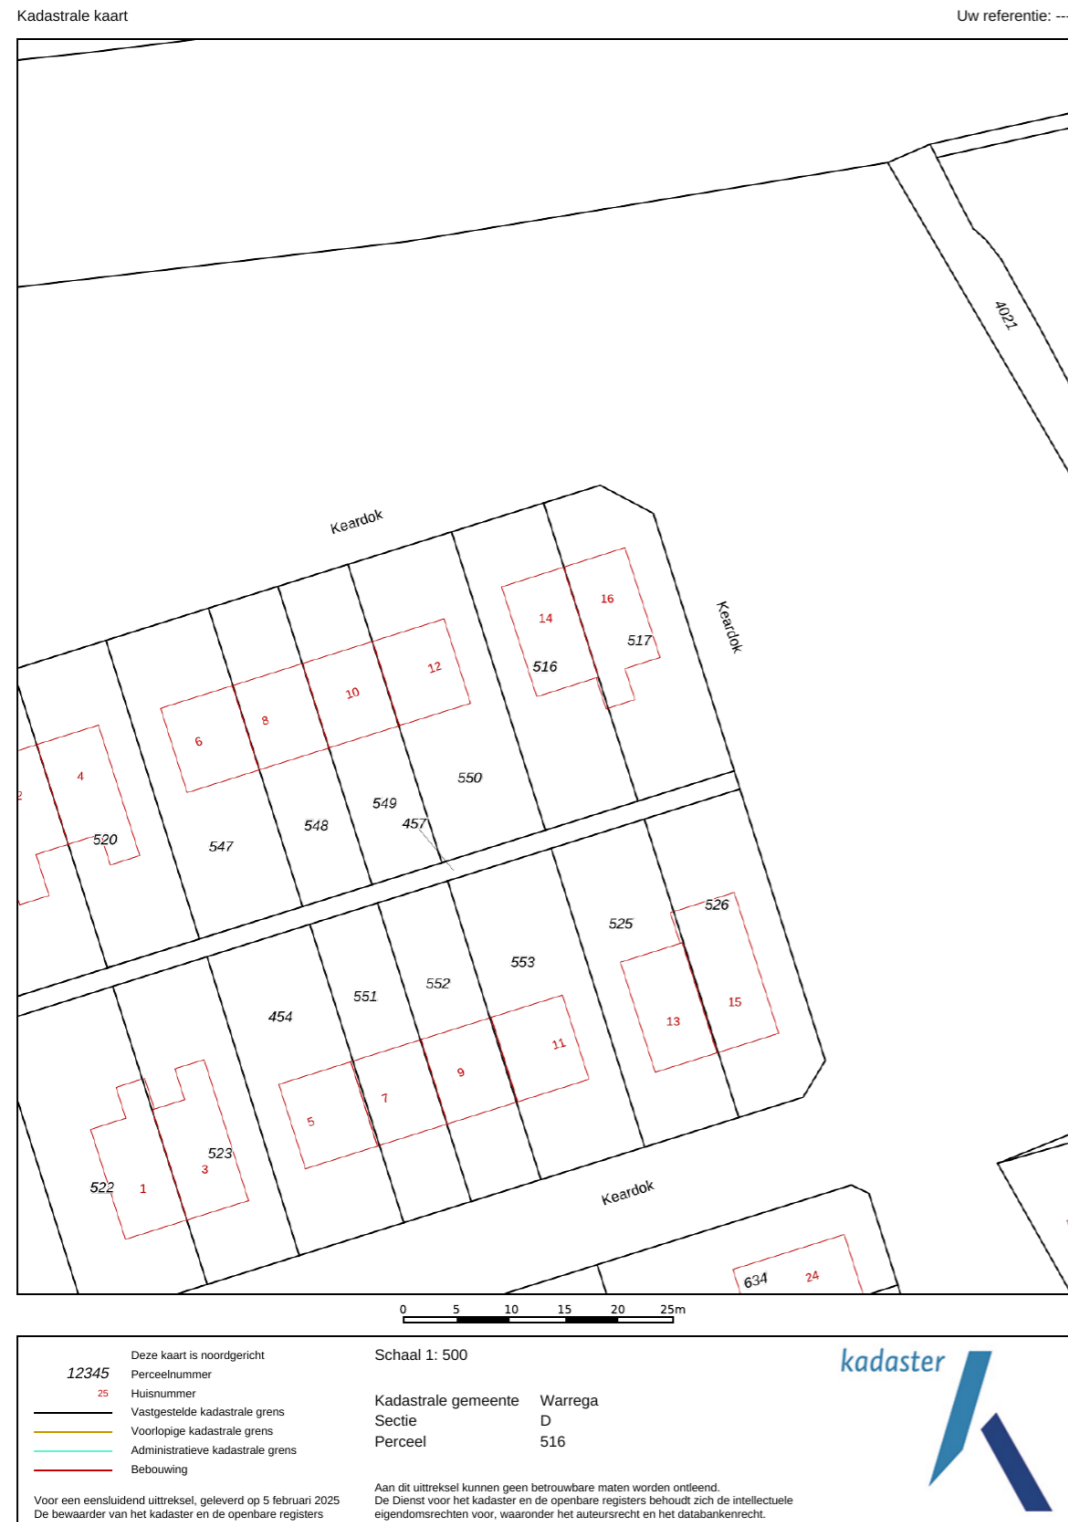 Kadastrale kaart
Uw referentie: ---
4021
Keardok
Keardok
14
16
517
516
12
10
8
6
4
2
550
549
457
548
547
520
526
525
553
552
551
454
15
13
11
9
7
5
523
3
522
1
Keardok
634
24
0 5 10 15 20 25m
Deze kaart is noordgericht
12345 Perceelnummer
25 Huisnummer
Vastgestelde kadastrale grens
Voorlopige kadastrale grens
Administratieve kadastrale grens
Bebouwing
Voor een eensluidend uittreksel, geleverd op 5 februari 2025
De bewaarder van het kadaster en de openbare registers
Schaal 1: 500
Kadastrale gemeente Warrega
Sectie D
Perceel 516
Aan dit uittreksel kunnen geen betrouwbare maten worden ontleend.
De Dienst voor het kadaster en de openbare registers behoudt zich de intellectuele
eigendomsrechten voor, waaronder het auteursrecht en het databankenrecht.
kadaster